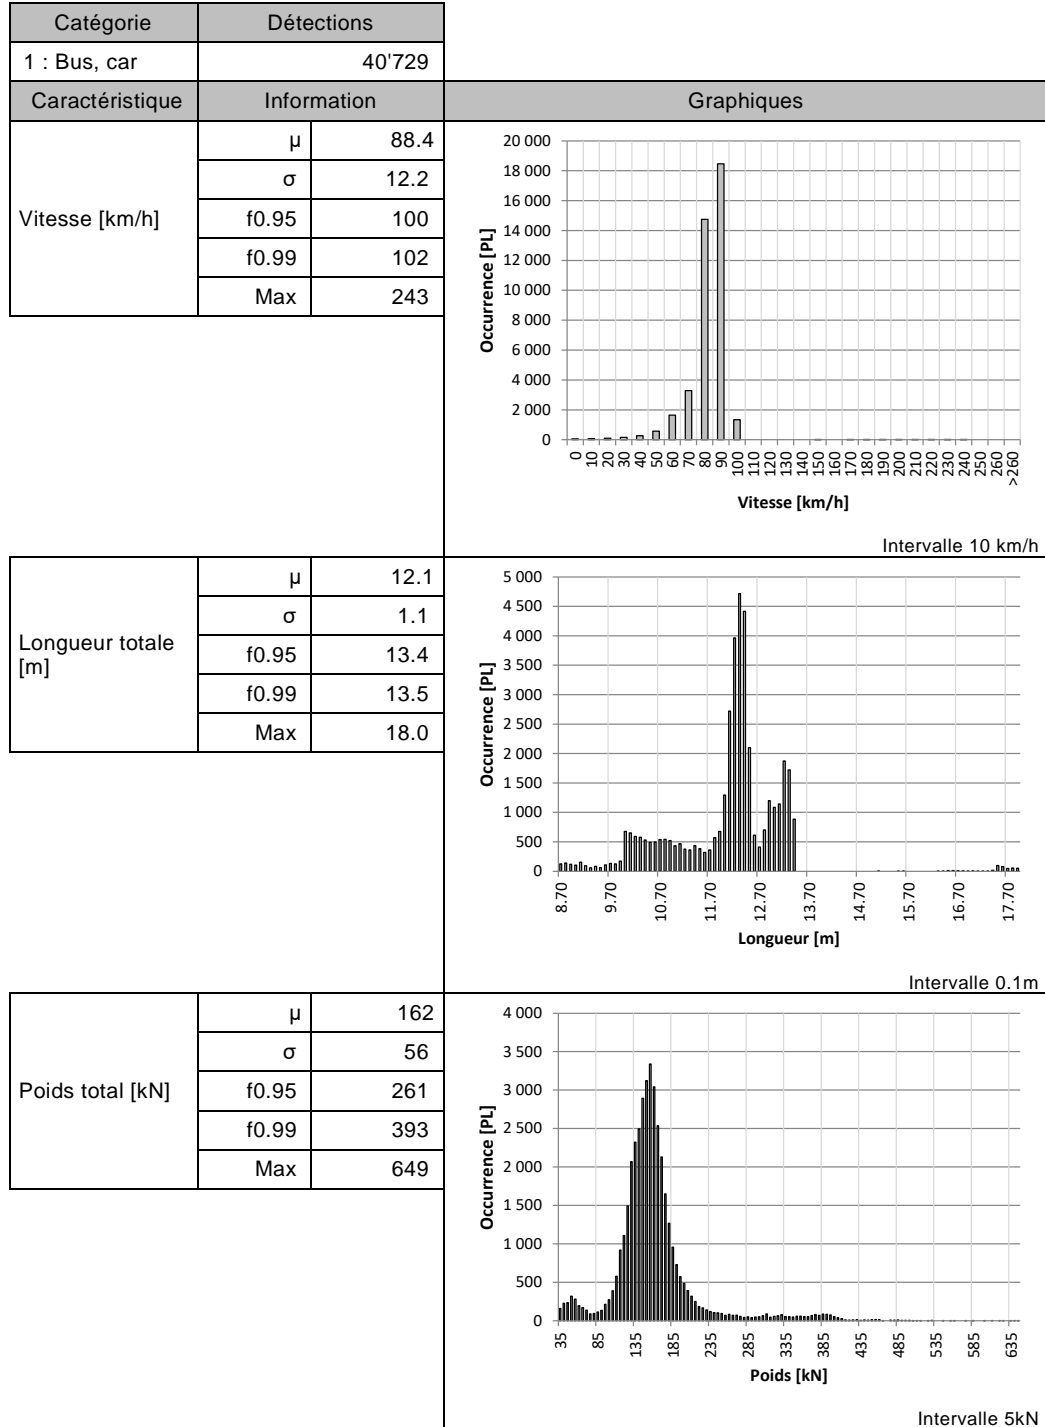 Catégorie Détections
1 : Bus, car 40'729
Caractéristique Information Graphiques
Vitesse [km/h]
μ 88.4
σ 12.2
f0.95 100
f0.99 102
Max 243
20 000
18 000
16 000
14 000
12 000
10 000
8 000
6 000
4 000
2 000
0
Occurrence [PL]
0 10 20 30 40 50 60 70 80 90 100 110 120 130 140 150 160 170 180 190 200 210 220 230 240 250 260 >260
Vitesse [km/h]
Intervalle 10 km/h
Longueur totale
[m]
μ 12.1
σ 1.1
f0.95 13.4
f0.99 13.5
Max 18.0
5 000
4 500
4 000
3 500
3 000
2 500
2 000
1 500
1 000
500
0
Occurrence [PL]
8.70 9.70 10.70 11.70 12.70 13.70 14.70 15.70 16.70 17.70
Longueur [m]
Intervalle 0.1m
Poids total [kN]
μ 162
σ 56
f0.95 261
f0.99 393
Max 649
4 000
3 500
3 000
2 500
2 000
1 500
1 000
500
0
Occurrence [PL]
35 85 135 185 235 285 335 385 435 485 535 585 635
Poids [kN]
Intervalle 5kN